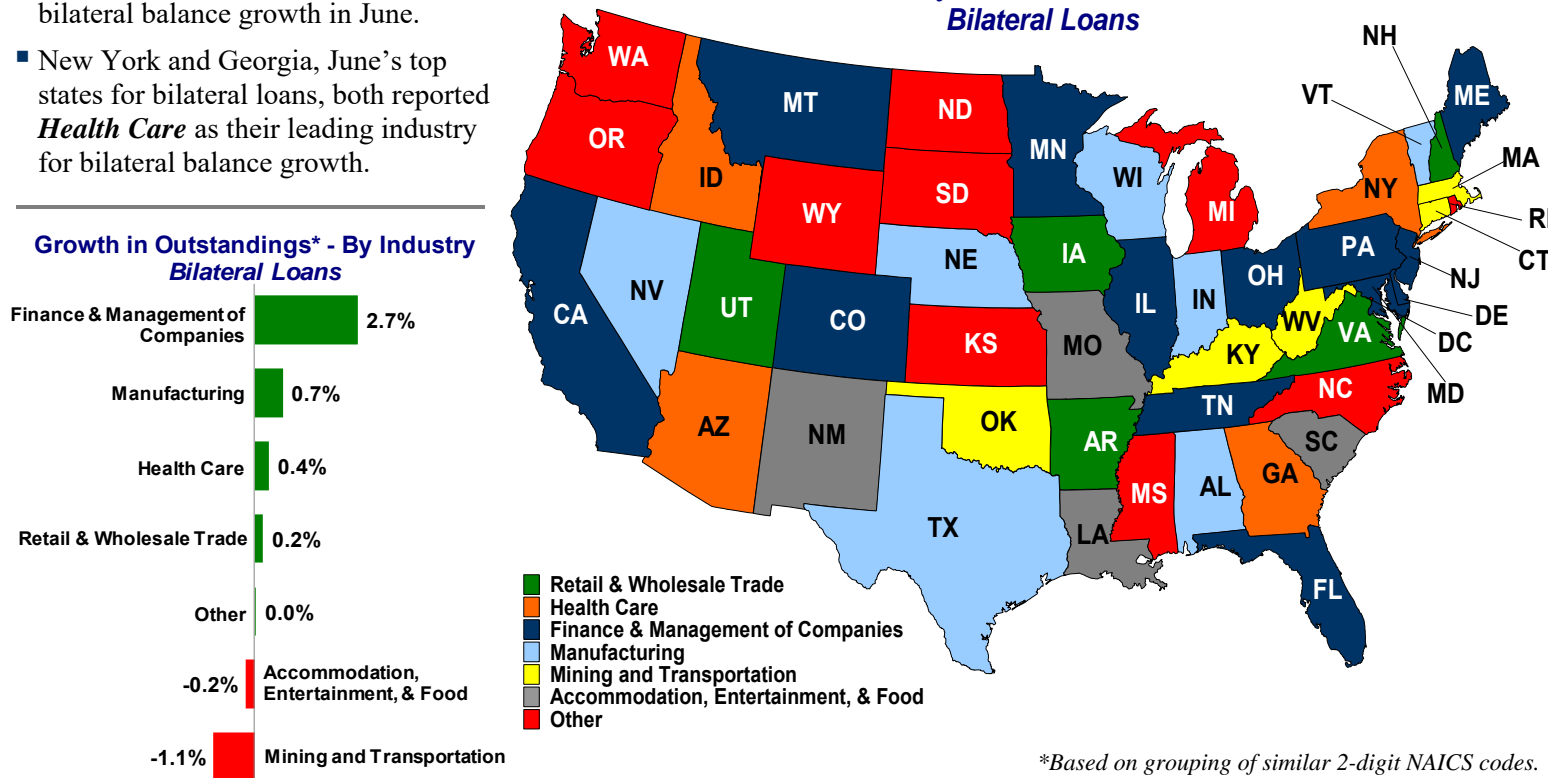 bilateral balance growth in June.
▪ New York and Georgia, June’s top
states for bilateral loans, both reported
Health Care as their leading industry
for bilateral balance growth.
Growth in Outstandings* - By Industry
Bilateral Loans
Finance & Management of
Companies
2.7%
Manufacturing
0.7%
Health Care
0.4%
Retail & Wholesale Trade
0.2%
Other
0.0%
-0.2%
Accommodation,
Entertainment, & Food
-1.1%
Mining and Transportation
Bilateral Loans
WA
OR
ID
MT
WY
ND
SD
MN
WI
MI
NE
IA
CA
NV
UT
CO
KS
MO
IL
IN
OH
PA
NY
VT
NH
ME
MA
CT
NJ
DE
DC
MD
WV
VA
KY
TN
NC
SC
AZ
NM
OK
AR
TX
LA
MS
AL
GA
FL
Retail & Wholesale Trade
Health Care
Finance & Management of Companies
Manufacturing
Mining and Transportation
Accommodation, Entertainment, & Food
Other
*Based on grouping of similar 2-digit NAICS codes.